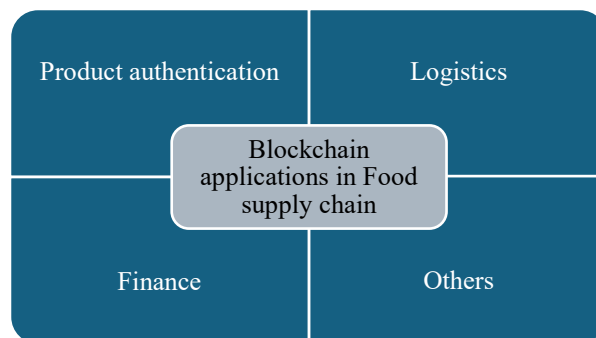 Product authentication
Logistics
Blockchain
applications in Food
supply chain
Finance
Others